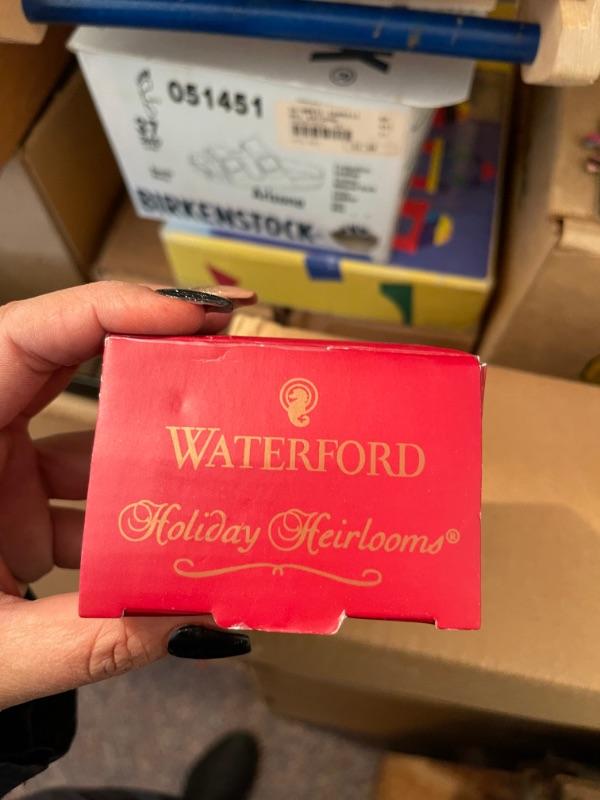 K
®
051451
37
Arizona
BIRKENSTOCK
WATERFORD
Holiday Heirlooms®